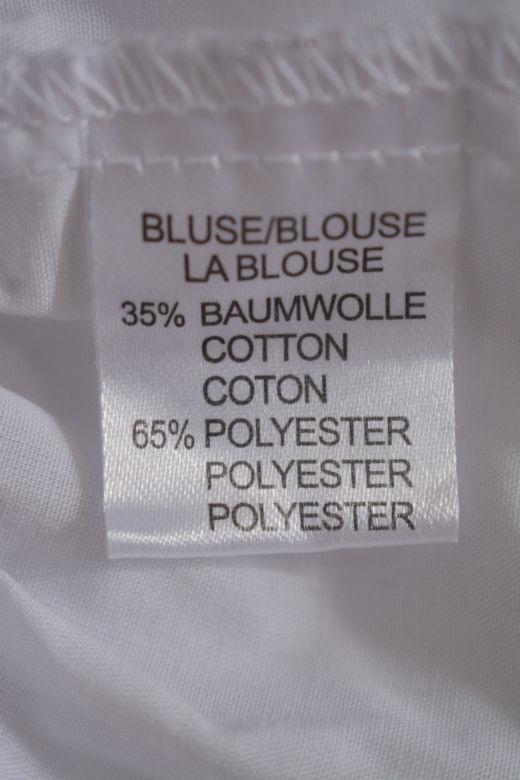 BLUSE/BLOUSE
LA BLOUSE
35% BAUMWOLLE
COTTON
COTON
65% POLYESTER
POLYESTER
POLYESTER